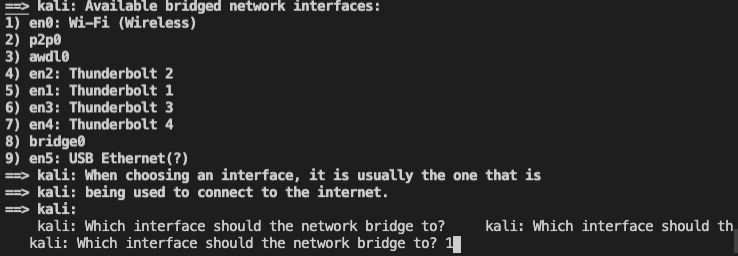 ==> kali: Available bridged network interfaces:
1) en0: Wi-Fi (Wireless)
2) p2p0
3) awdl0
4) en2: Thunderbolt 2
5) en1: Thunderbolt 1
6) en3: Thunderbolt 3
7) en4: Thunderbolt 4
8) bridge0
9) en5: USB Ethernet(?)
==> kali: When choosing an interface, it is usually the one that is
==> kali: being used to connect to the internet.
==> kali:
kali: Which interface should the network bridge to? kali: Which interface should th
kali: Which interface should the network bridge to? 1